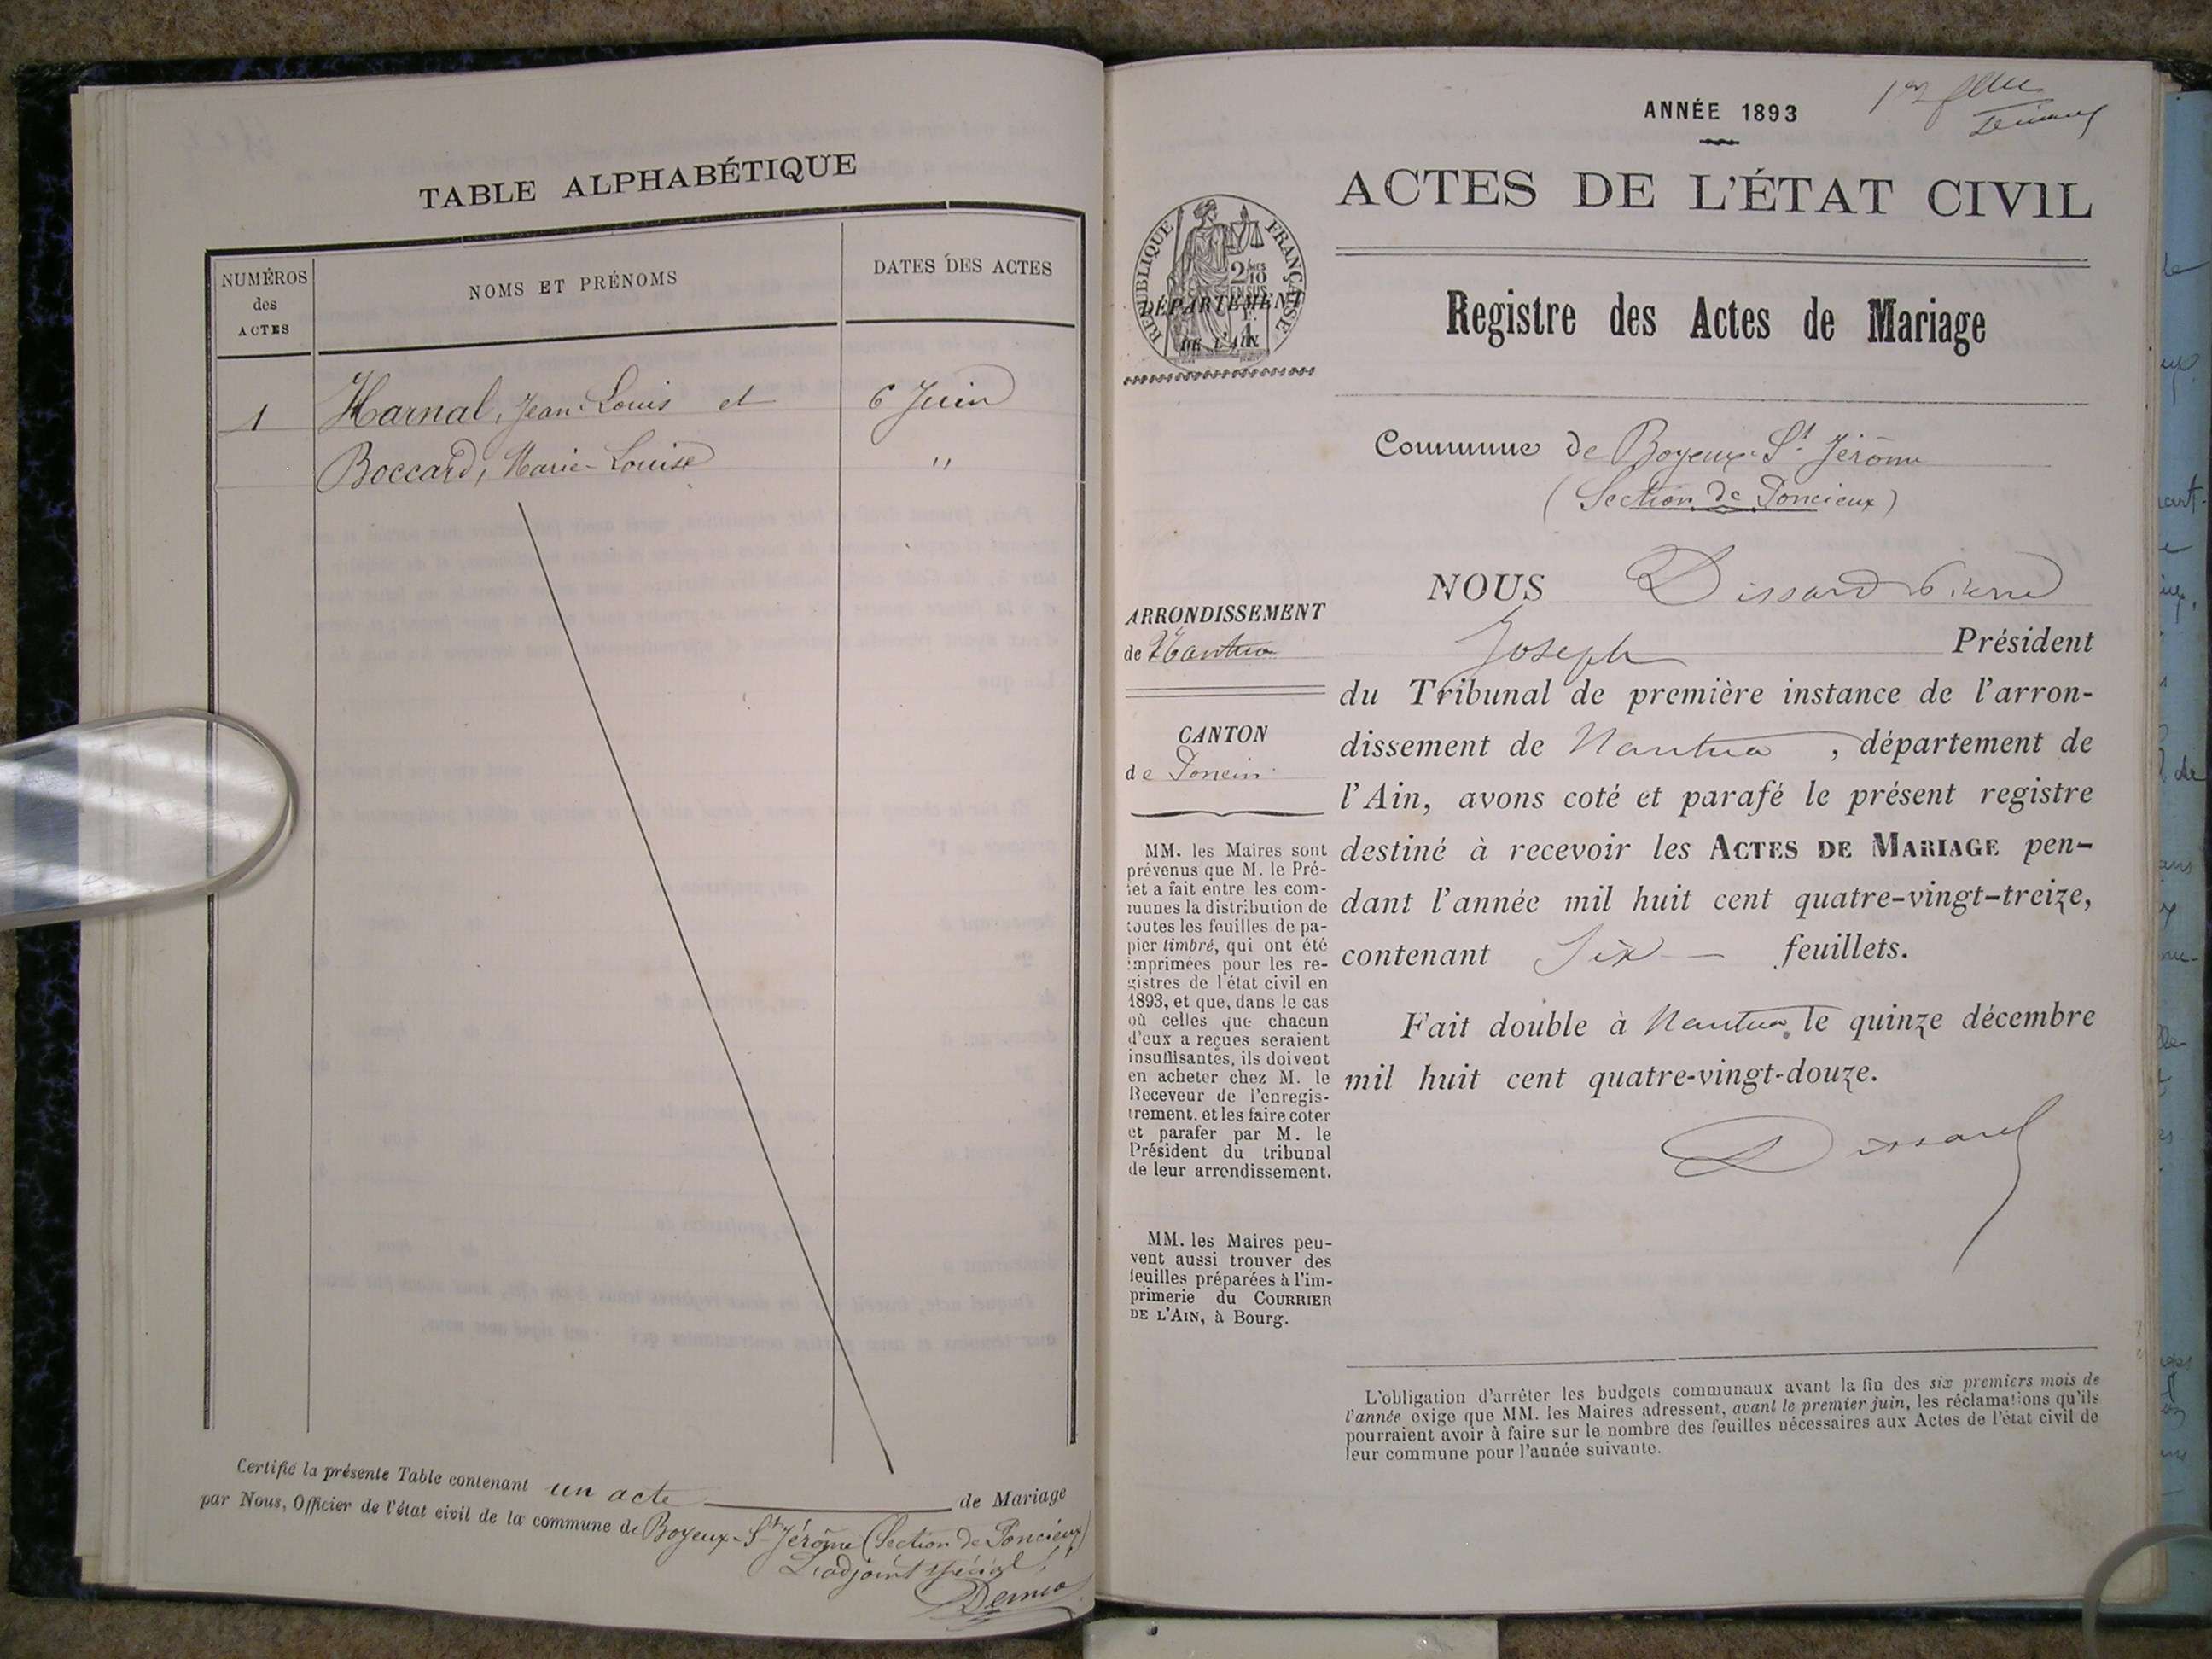 TABLE ALPHABÉTIQUE
NUMÉROS
des
ACTES
NOMS ET PRÉNOMS
DATES DES ACTES
1 Harnal, Jean-Louis et 6 Juin
Boccard, Marie-Louise "
Certifié la présente Table contenant un acte de Mariage
par Nous, Officier de l'état civil de la commune de Boyeux-St Jérôme (Section de Poncieux)
L'adjoint spécial,
ANNÉE 1893
ACTES DE L'ÉTAT CIVIL
RÉPUBLIQUE FRANÇAISE
2/10 EN SUS
DÉPARTEMENT
DE L'AIN
Registre des Actes de Mariage
Commune de Boyeux-St Jérôme
(Section de Poncieux)
ARRONDISSEMENT
de Nantua
CANTON
de Poncin
NOUS Dissard Pierre
Joseph Président
du Tribunal de première instance de l'arron-
dissement de Nantua, département de
l'Ain, avons coté et parafé le présent registre
destiné à recevoir les ACTES DE MARIAGE pen-
dant l'année mil huit cent quatre-vingt-treize,
contenant Six feuillets.
Fait double à Nantua, le quinze décembre
mil huit cent quatre-vingt-douze.
Dissard
MM. les Maires sont
prévenus que M. le Pré-
fet a fait entre les com-
munes la distribution de
toutes les feuilles de pa-
pier timbré, qui ont été
imprimées pour les re-
gistres de l'état civil en
1893, et que, dans le cas
où celles que chacun
d'eux a reçues seraient
insuffisantes, ils doivent
en acheter chez M. le
Receveur de l'enregis-
trement. et les faire coter
et parafer par M. le
Président du tribunal
de leur arrondissement.
MM. les Maires peu-
vent aussi trouver des
feuilles préparées à l'im-
primerie du COURRIER
DE L'AIN, à Bourg.
L'obligation d'arrêter les budgets communaux avant la fin des six premiers mois de
l'année exige que MM. les Maires adressent, avant le premier juin, les réclamations qu'ils
pourraient avoir à faire sur le nombre des feuilles nécessaires aux Actes de l'état civil de
leur commune pour l'année suivante.